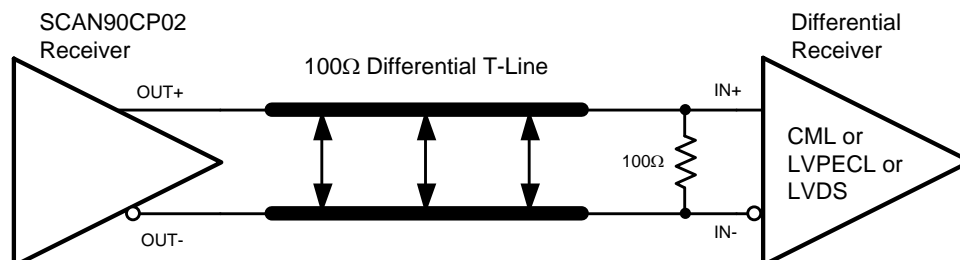 SCAN90CP02
Receiver
OUT+
OUT-
100Ω Differential T-Line
100Ω
IN+
IN-
Differential
Receiver
CML or
LVPECL or
LVDS